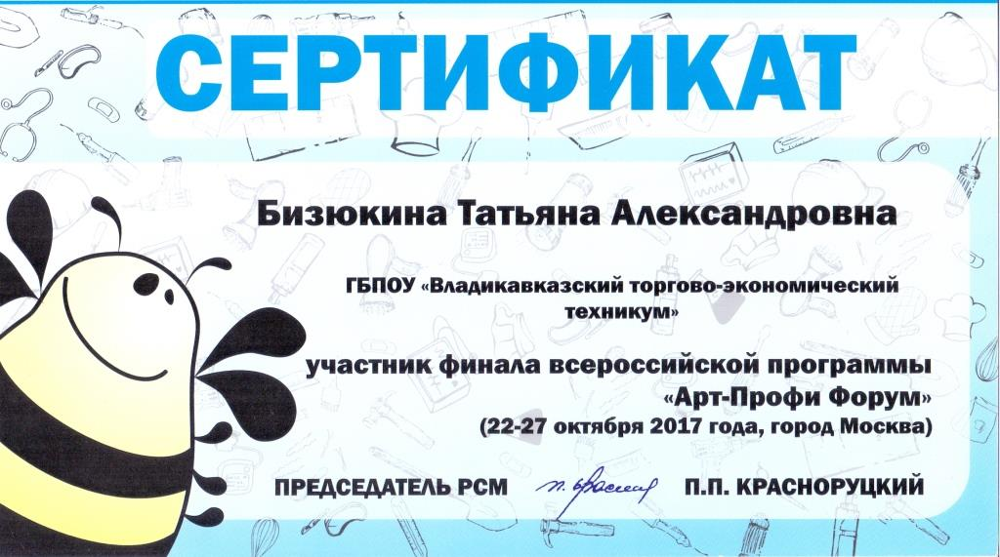 СЕРТИФИКАТ
Бизюкина Татьяна Александровна
ГБПОУ «Владикавказский торгово-экономический
техникум»
участник финала всероссийской программы
«Арт-Профи Форум»
(22-27 октября 2017 года, город Москва)
ПРЕДСЕДАТЕЛЬ РСМ П.П. КРАСНОРУЦКИЙ